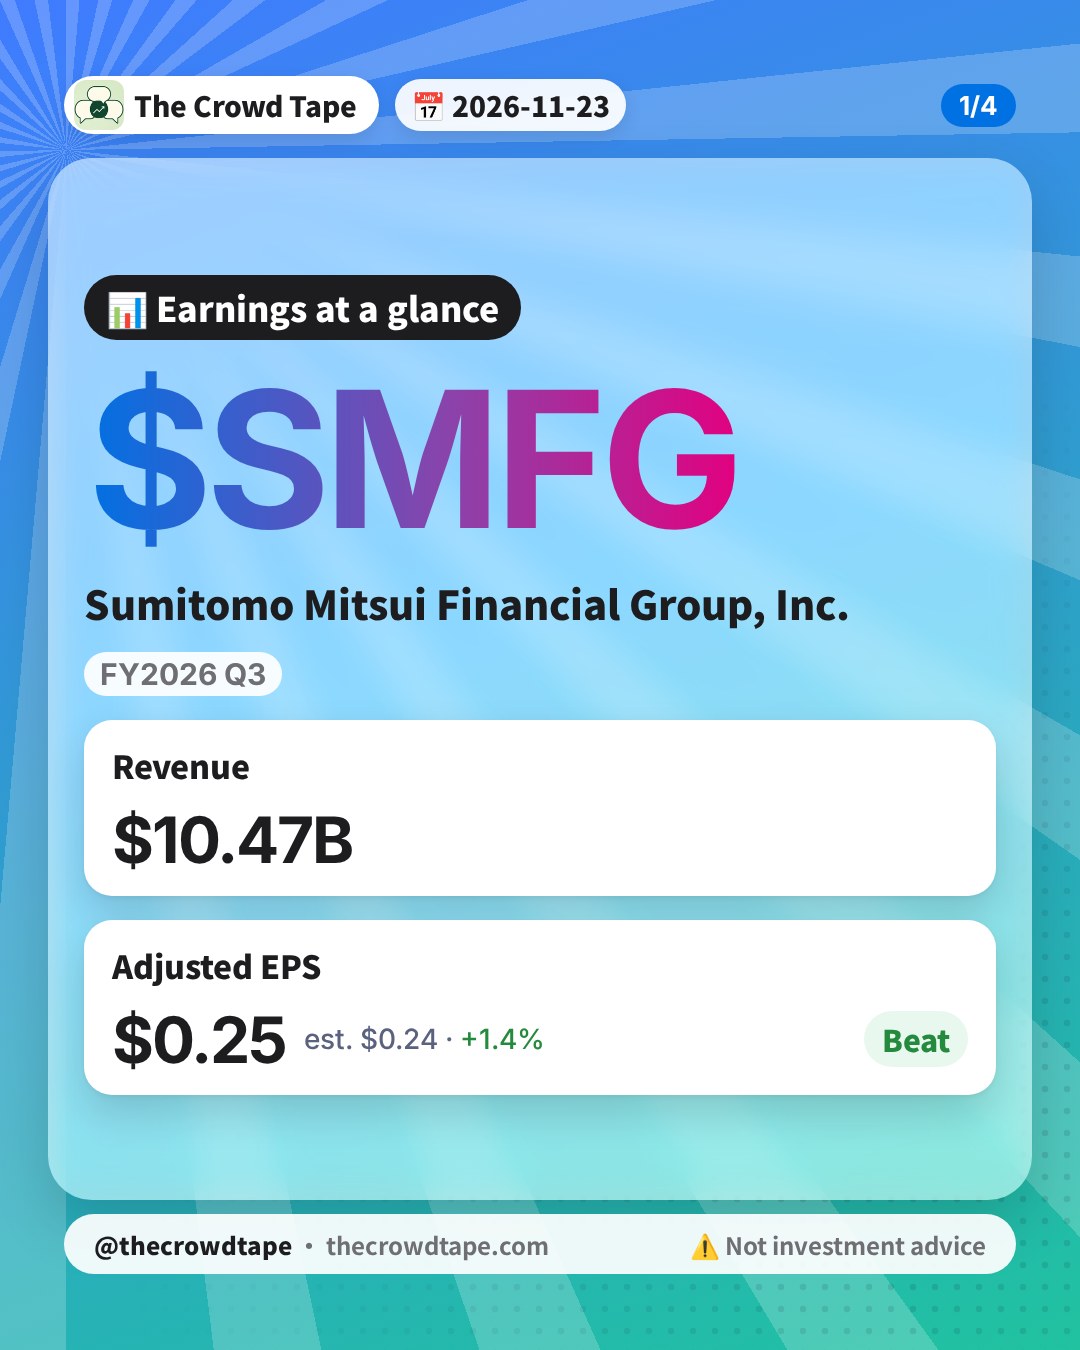 The Crowd Tape
📅 2026-11-23
1/4
📊 Earnings at a glance
$SMFG
Sumitomo Mitsui Financial Group, Inc.
FY2026 Q3
Revenue
$10.47B
Adjusted EPS
$0.25 est. $0.24 · +1.4%
Beat
@thecrowdtape • thecrowdtape.com
⚠️ Not investment advice